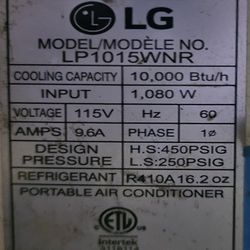 LG
MODEL/MODÈLE NO.
LP1015WNR
COOLING CAPACITY 10,000 Btu/h
INPUT 1,080 W
VOLTAGE 115V Hz 60
AMPS. 9.6A PHASE 1ø
DESIGN H.S:450PSIG
PRESSURE L.S:250PSIG
REFRIGERANT R410A 16.2 oz
PORTABLE AIR CONDITIONER
ETL
Intertek